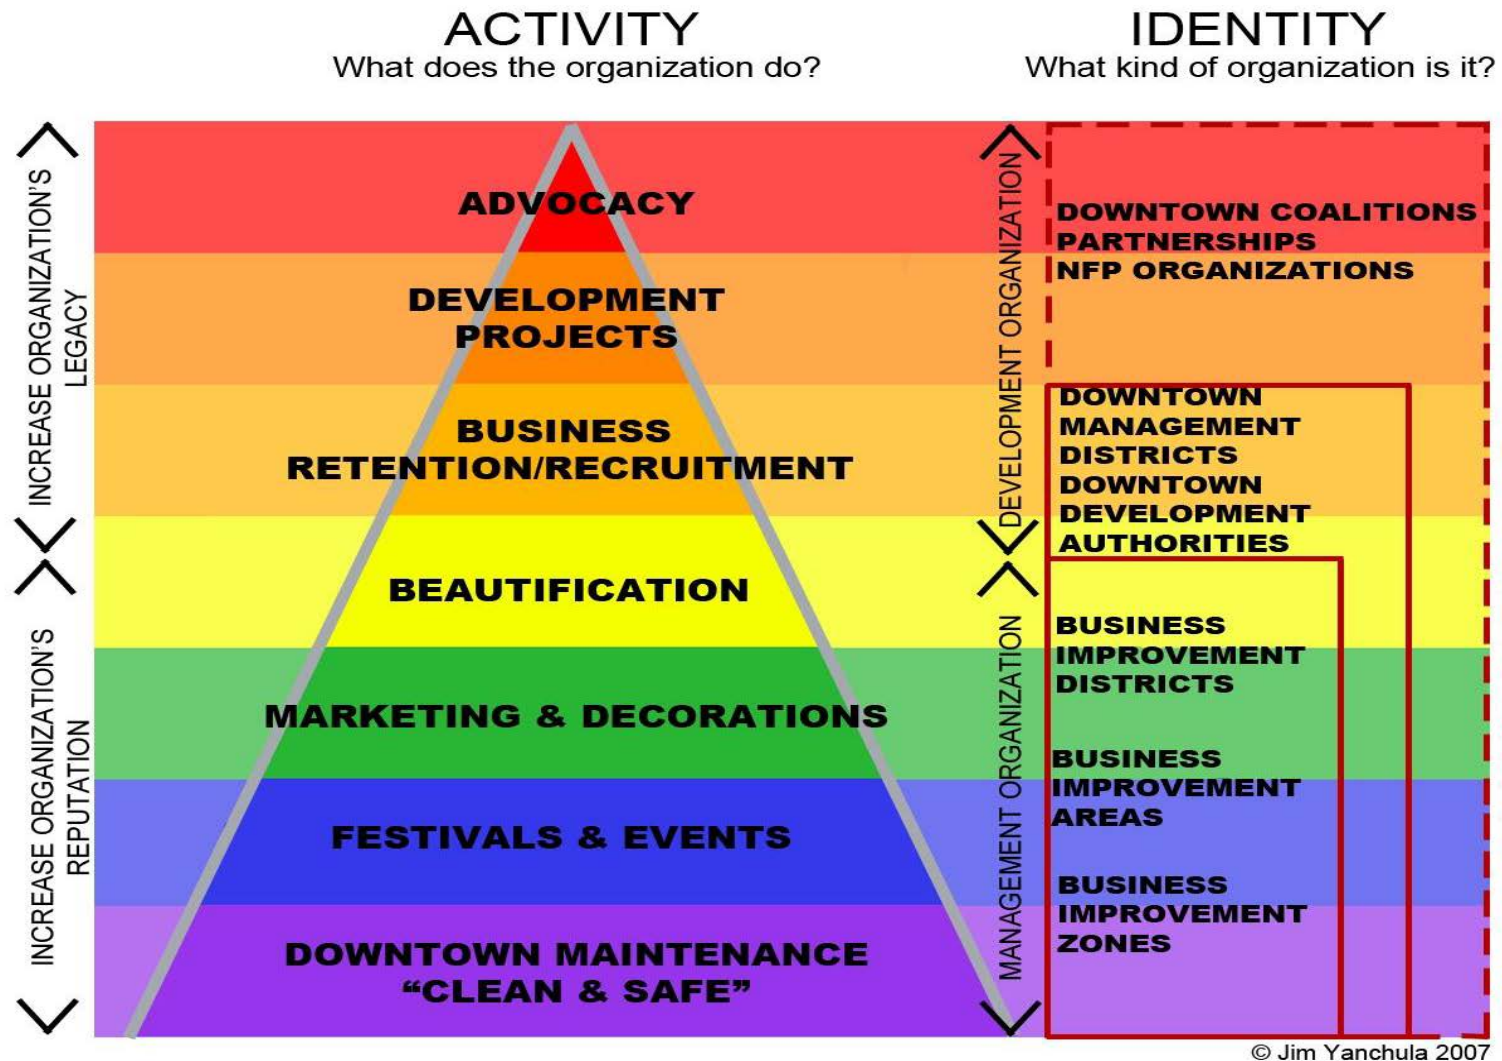 ACTIVITY
What does the organization do?
IDENTITY
What kind of organization is it?
INCREASE ORGANIZATION'S
LEGACY
INCREASE ORGANIZATION'S
REPUTATION
ADVOCACY
DEVELOPMENT
PROJECTS
BUSINESS
RETENTION/RECRUITMENT
BEAUTIFICATION
MARKETING & DECORATIONS
FESTIVALS & EVENTS
DOWNTOWN MAINTENANCE
“CLEAN & SAFE”
DEVELOPMENT ORGANIZATION
MANAGEMENT ORGANIZATION
DOWNTOWN COALITIONS
PARTNERSHIPS
NFP ORGANIZATIONS
DOWNTOWN
MANAGEMENT
DISTRICTS
DOWNTOWN
DEVELOPMENT
AUTHORITIES
BUSINESS
IMPROVEMENT
DISTRICTS
BUSINESS
IMPROVEMENT
AREAS
BUSINESS
IMPROVEMENT
ZONES
© Jim Yanchula 2007